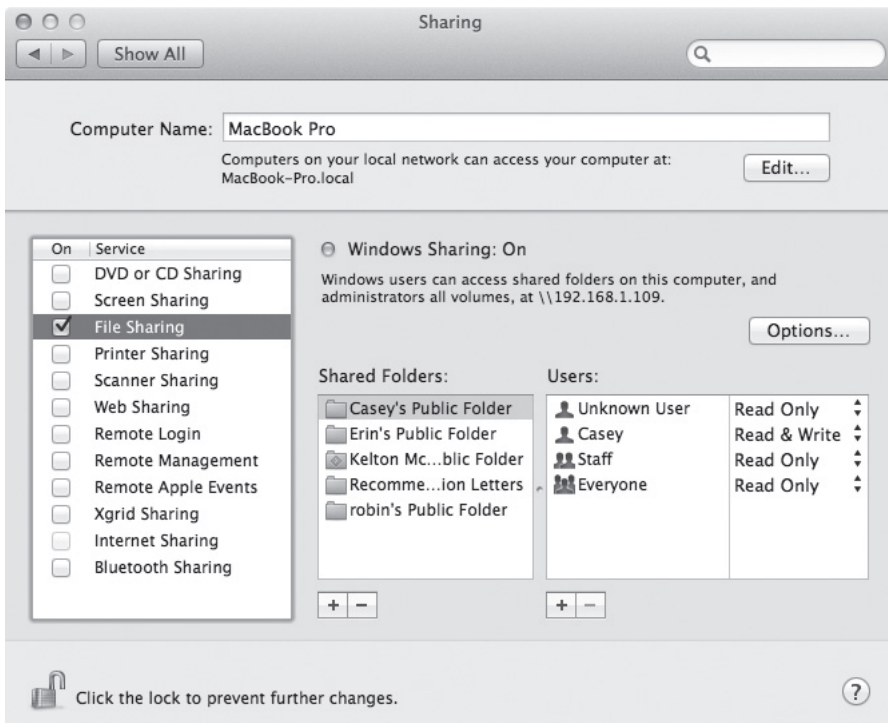 Sharing
Show All
Computer Name: MacBook Pro
Computers on your local network can access your computer at:
MacBook-Pro.local
Edit...
On Service
DVD or CD Sharing
Screen Sharing
File Sharing
Printer Sharing
Scanner Sharing
Web Sharing
Remote Login
Remote Management
Remote Apple Events
Xgrid Sharing
Internet Sharing
Bluetooth Sharing
Windows Sharing: On
Windows users can access shared folders on this computer, and
administrators all volumes, at \\192.168.1.109.
Options...
Shared Folders:
Casey's Public Folder
Erin's Public Folder
Kelton Mc...blic Folder
Recomme...ion Letters
robin's Public Folder
+ −
Users:
Unknown User Read Only
Casey Read & Write
Staff Read Only
Everyone Read Only
+ −
Click the lock to prevent further changes.
?